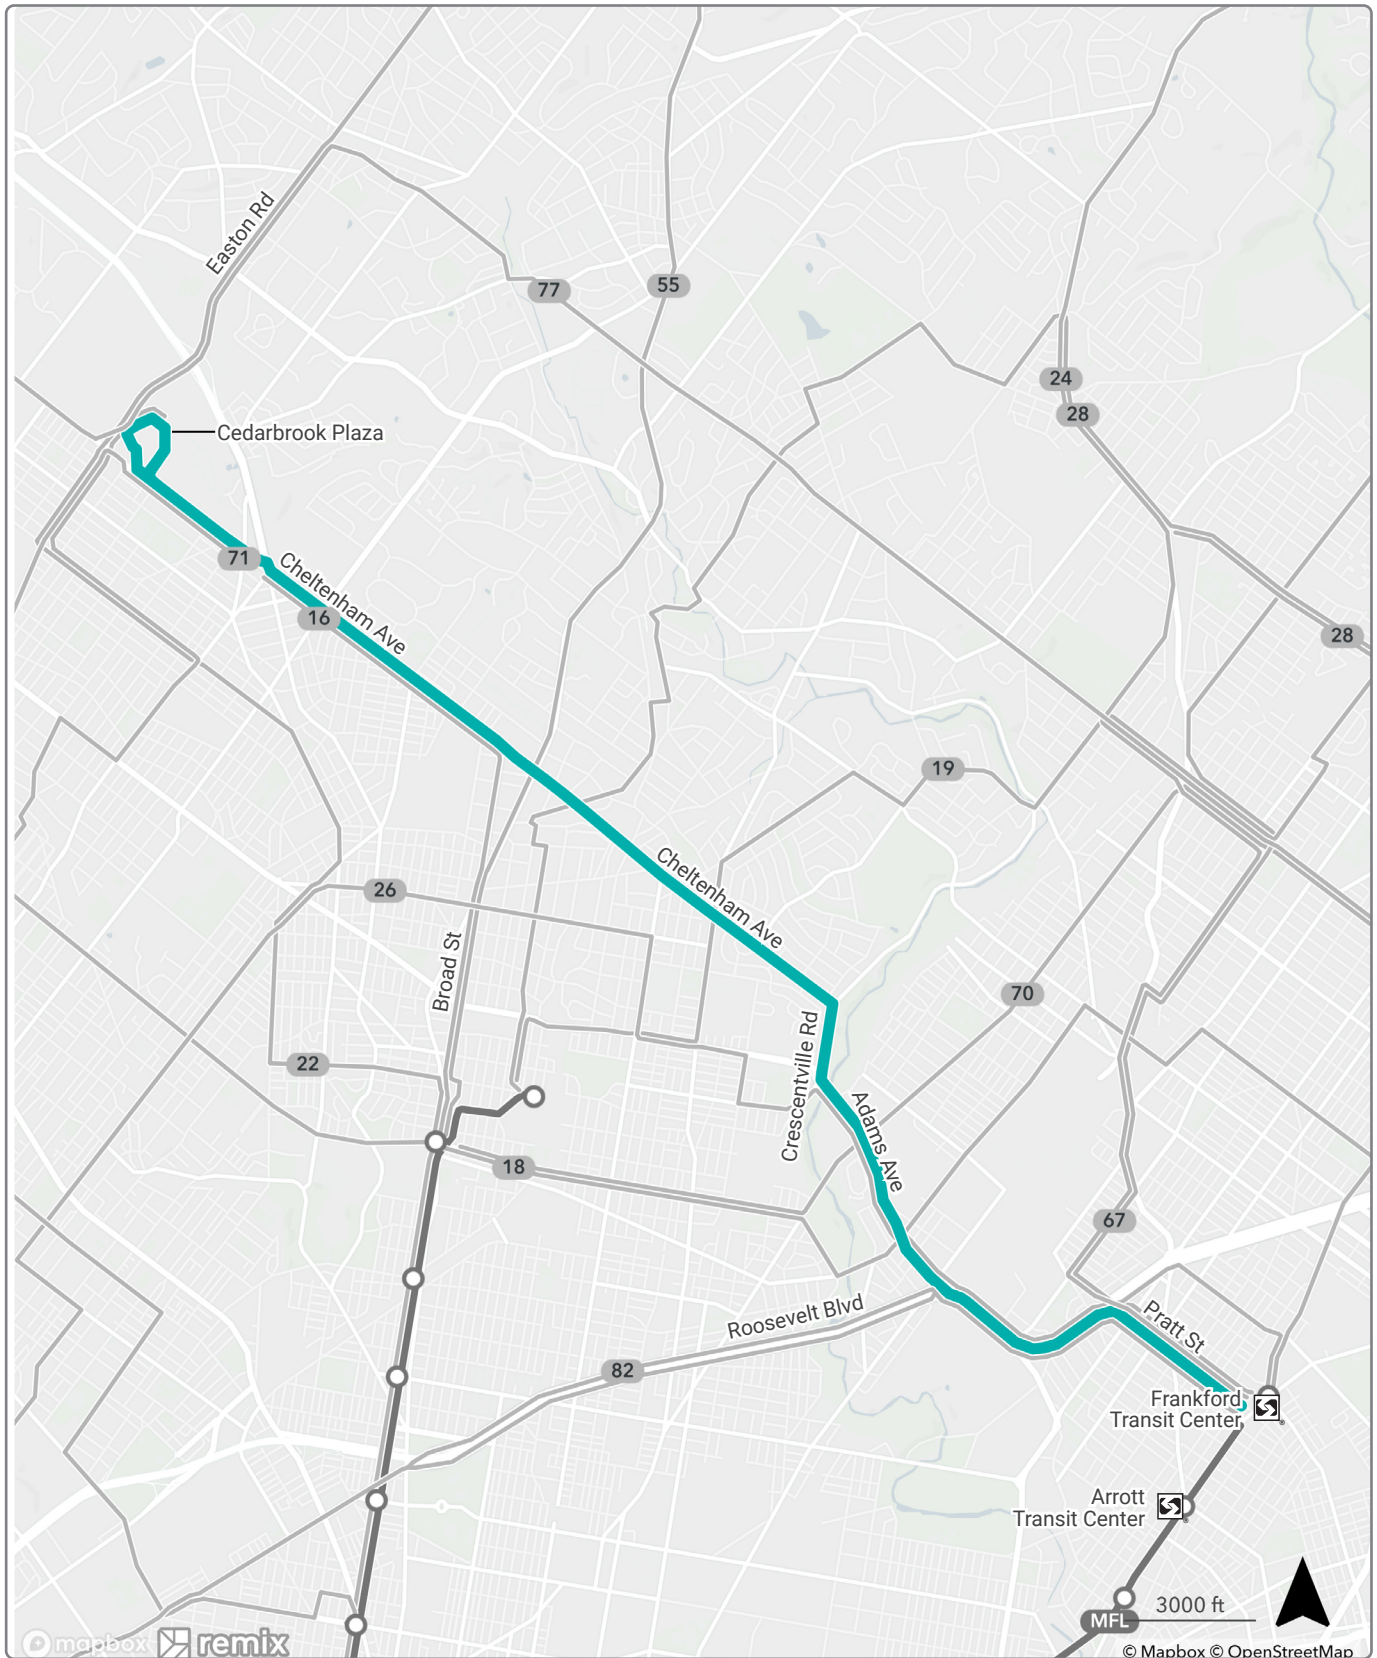 Easton Rd
77
55
24
28
Cedarbrook Plaza
71
Cheltenham Ave
16
28
19
Cheltenham Ave
26
Broad St
70
22
Crescentville Rd
Adams Ave
18
67
Roosevelt Blvd
Pratt St
82
Frankford
Transit Center
Arrott
Transit Center
3000 ft
MFL
mapbox remix
© Mapbox © OpenStreetMap